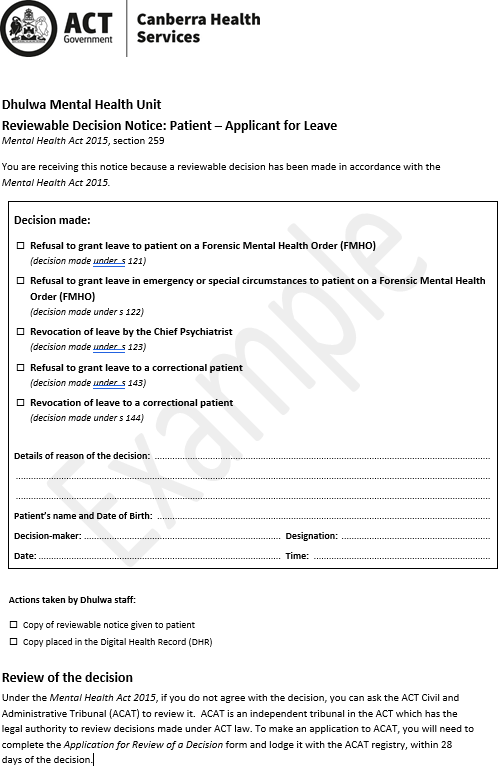 ACT
Government
Canberra Health
Services
Dhulwa Mental Health Unit
Reviewable Decision Notice: Patient – Applicant for Leave
Mental Health Act 2015, section 259
You are receiving this notice because a reviewable decision has been made in accordance with the
Mental Health Act 2015.
Decision made:
☐ Refusal to grant leave to patient on a Forensic Mental Health Order (FMHO)
(decision made under s 121)
☐ Refusal to grant leave in emergency or special circumstances to patient on a Forensic Mental Health
Order (FMHO)
(decision made under s 122)
☐ Revocation of leave by the Chief Psychiatrist
(decision made under s 123)
☐ Refusal to grant leave to a correctional patient
(decision made under s 143)
☐ Revocation of leave to a correctional patient
(decision made under s 144)
Example
Details of reason of the decision:
Patient's name and Date of Birth:
Decision-maker: Designation:
Date: Time:
Actions taken by Dhulwa staff:
☐ Copy of reviewable notice given to patient
☐ Copy placed in the Digital Health Record (DHR)
Review of the decision
Under the Mental Health Act 2015, if you do not agree with the decision, you can ask the ACT Civil and
Administrative Tribunal (ACAT) to review it. ACAT is an independent tribunal in the ACT which has the
legal authority to review decisions made under ACT law. To make an application to ACAT, you will need to
complete the Application for Review of a Decision form and lodge it with the ACAT registry, within 28
days of the decision.